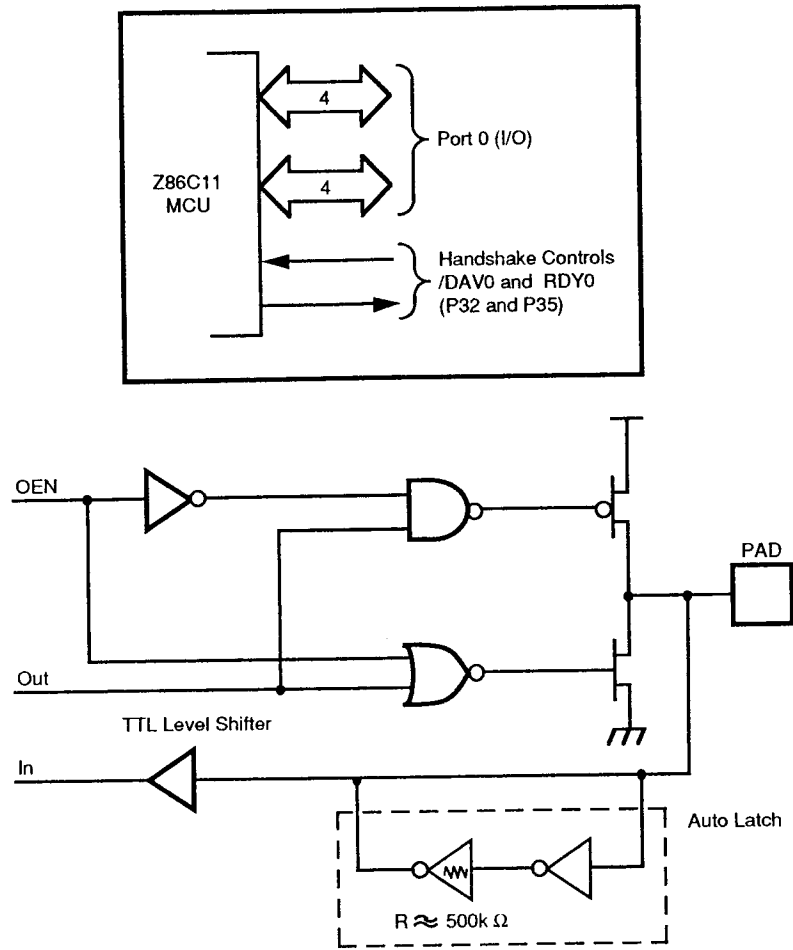 4
Port 0 (I/O)
Z86C11
MCU
4
Handshake Controls
/DAV0 and RDY0
(P32 and P35)
OEN
PAD
Out
TTL Level Shifter
In
Auto Latch
R ≈ 500k Ω